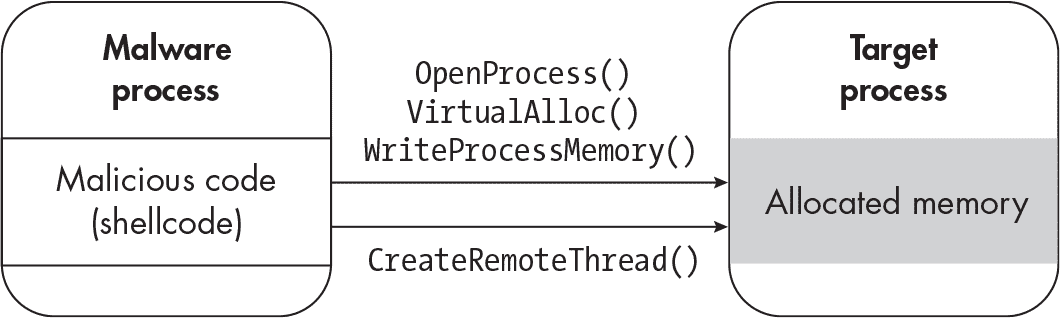 Malware
process
Malicious code
(shellcode)
OpenProcess()
VirtualAlloc()
WriteProcessMemory()
CreateRemoteThread()
Target
process
Allocated memory